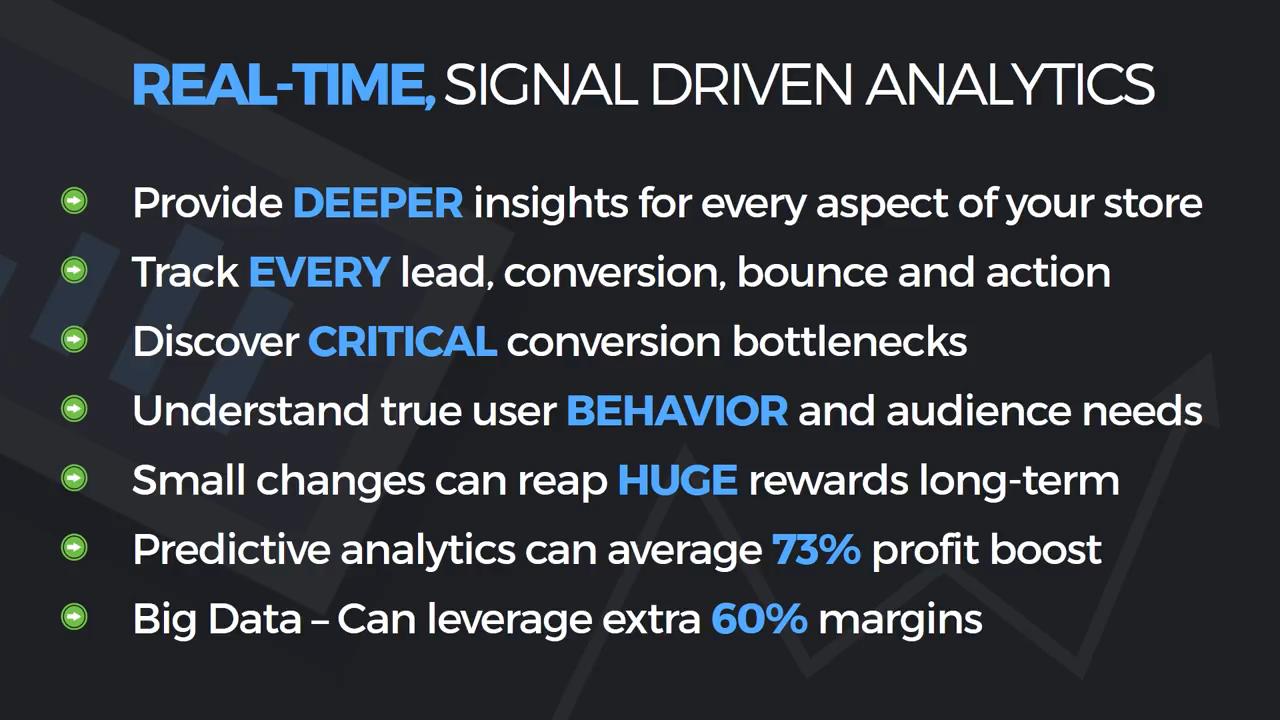 REAL-TIME, SIGNAL DRIVEN ANALYTICS
Provide DEEPER insights for every aspect of your store
Track EVERY lead, conversion, bounce and action
Discover CRITICAL conversion bottlenecks
Understand true user BEHAVIOR and audience needs
Small changes can reap HUGE rewards long-term
Predictive analytics can average 73% profit boost
Big Data – Can leverage extra 60% margins